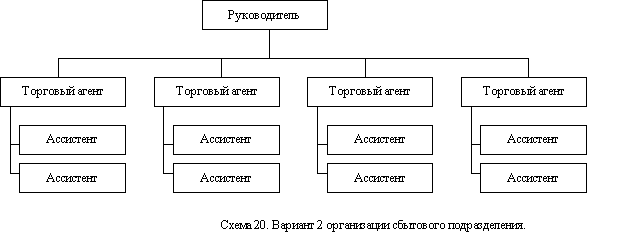 Руководитель
Торговый агент Торговый агент Торговый агент Торговый агент
Ассистент Ассистент Ассистент Ассистент
Ассистент Ассистент Ассистент Ассистент
Схема 20. Вариант 2 организации сбытового подразделения.